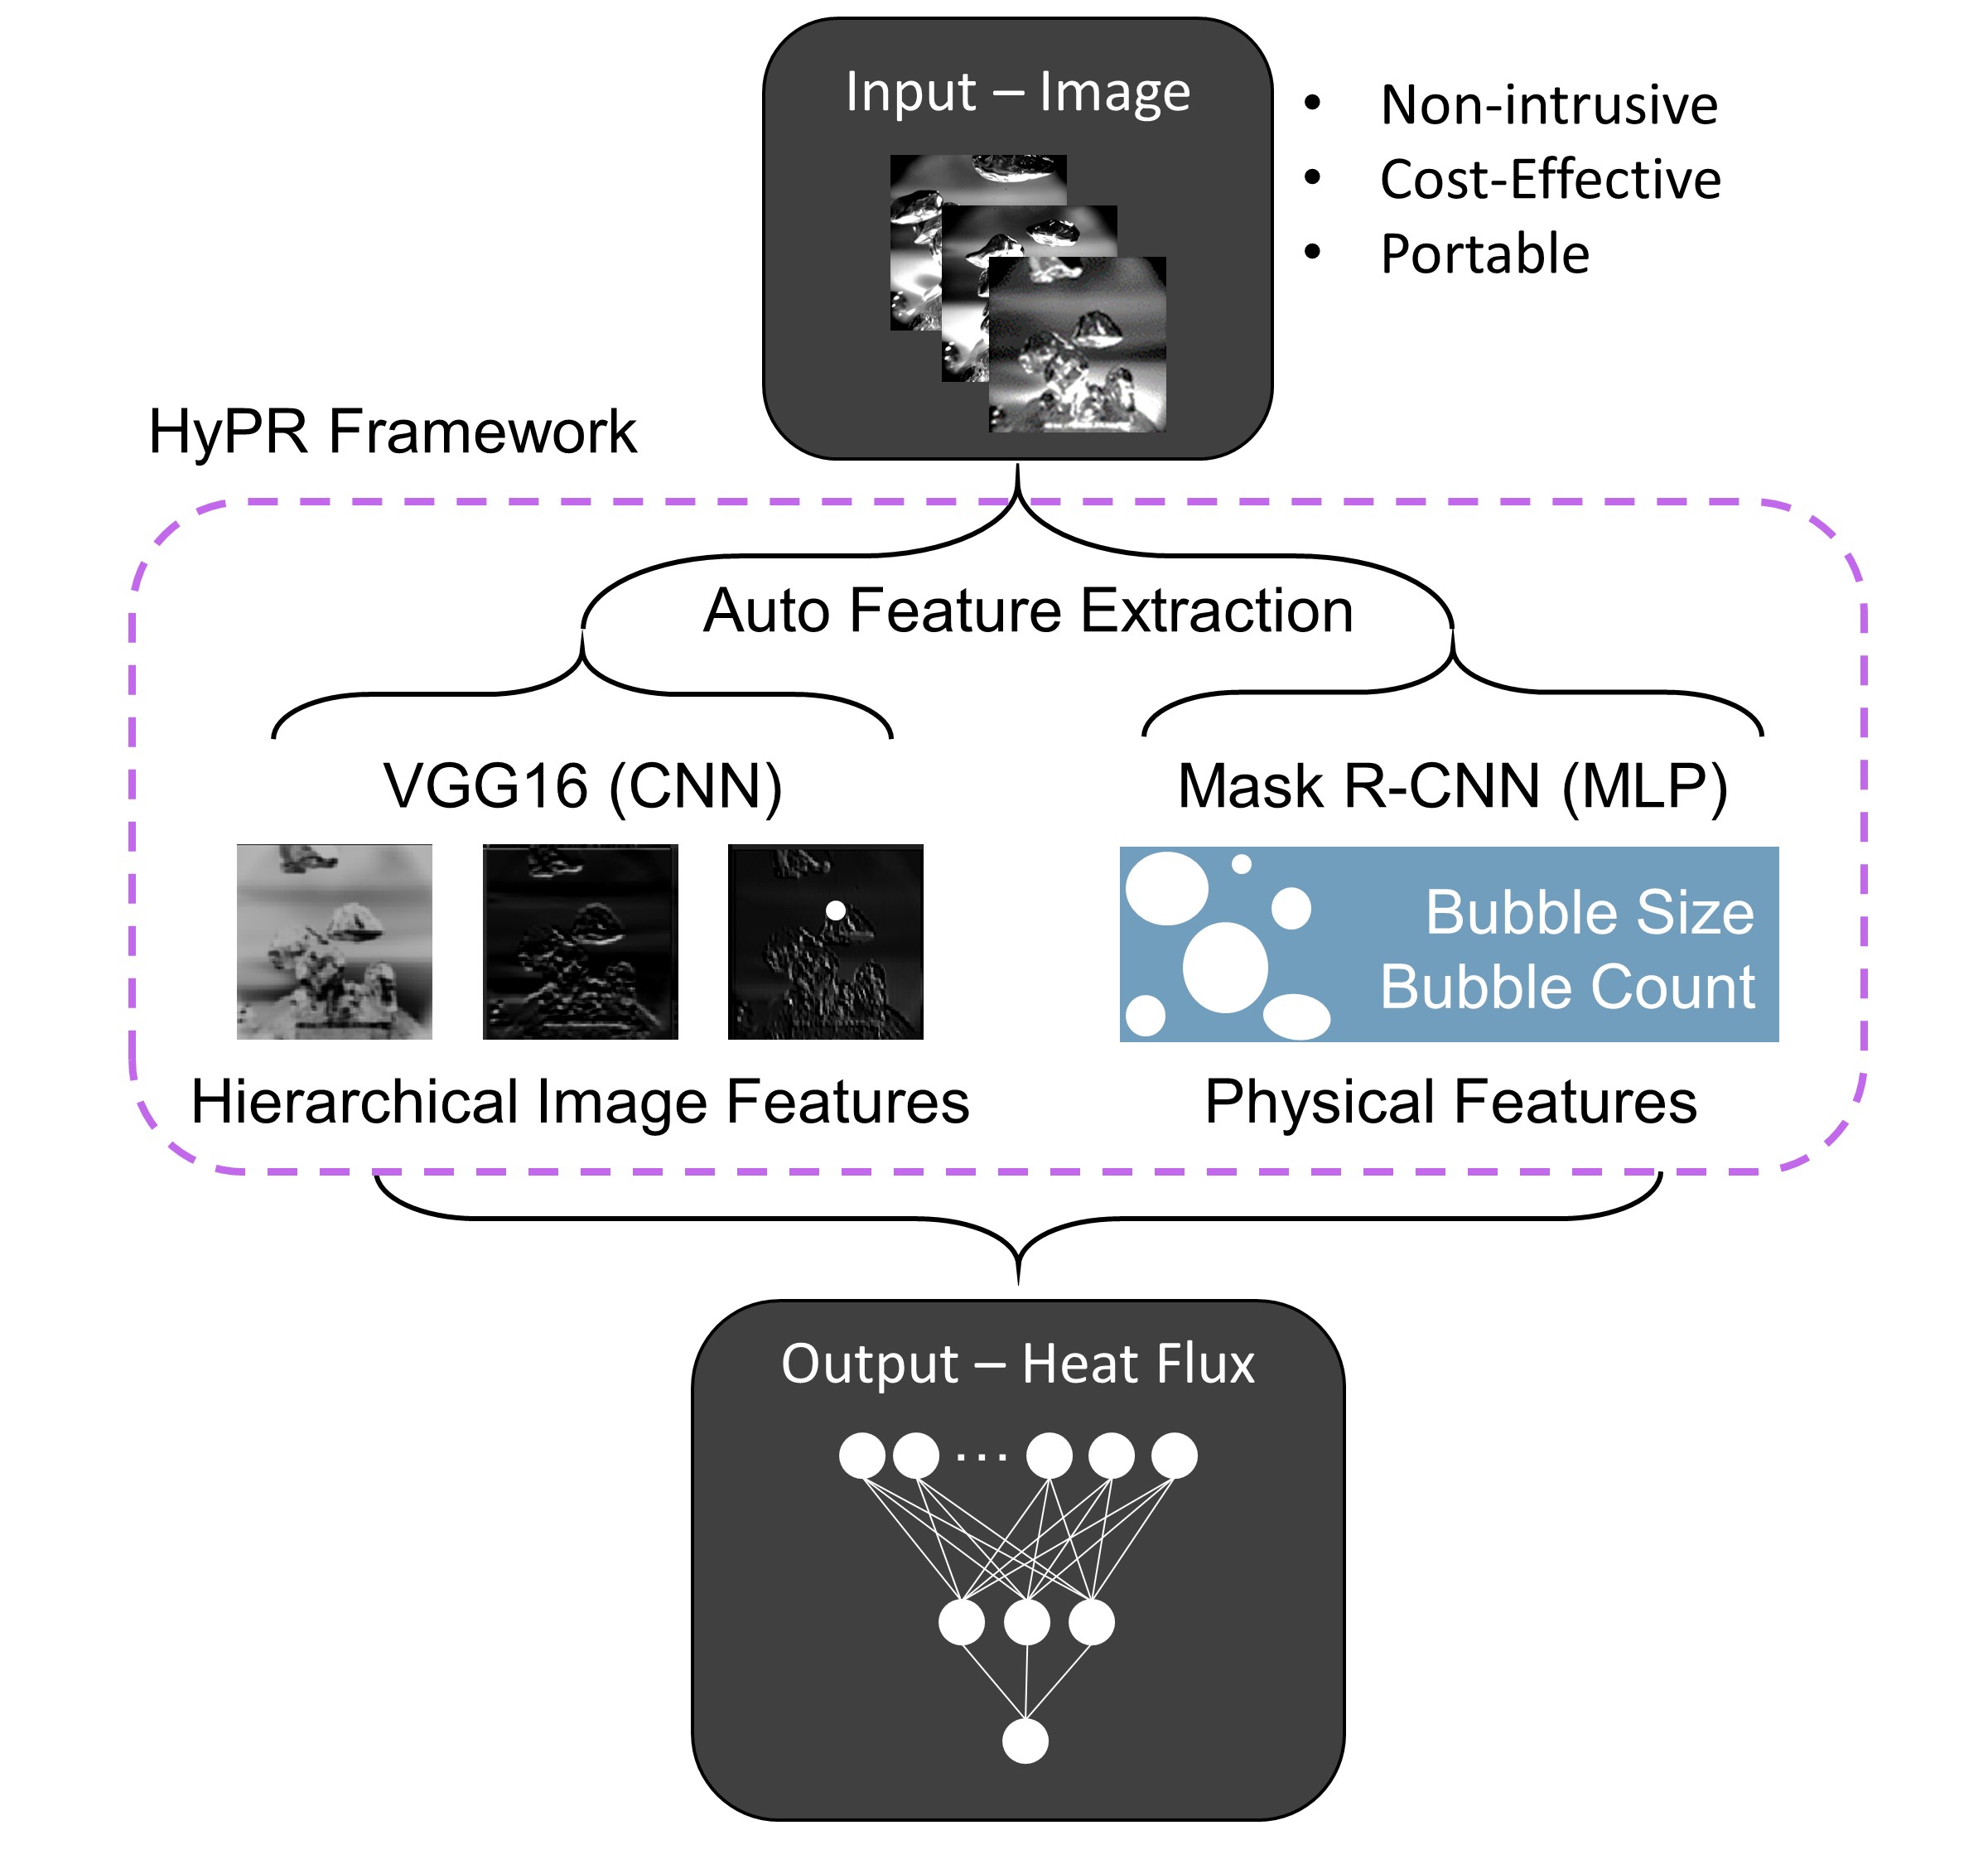 Input – Image
• Non-intrusive
• Cost-Effective
• Portable
HyPR Framework
Auto Feature Extraction
VGG16 (CNN)
Mask R-CNN (MLP)
Bubble Size
Bubble Count
Hierarchical Image Features
Physical Features
Output – Heat Flux
...